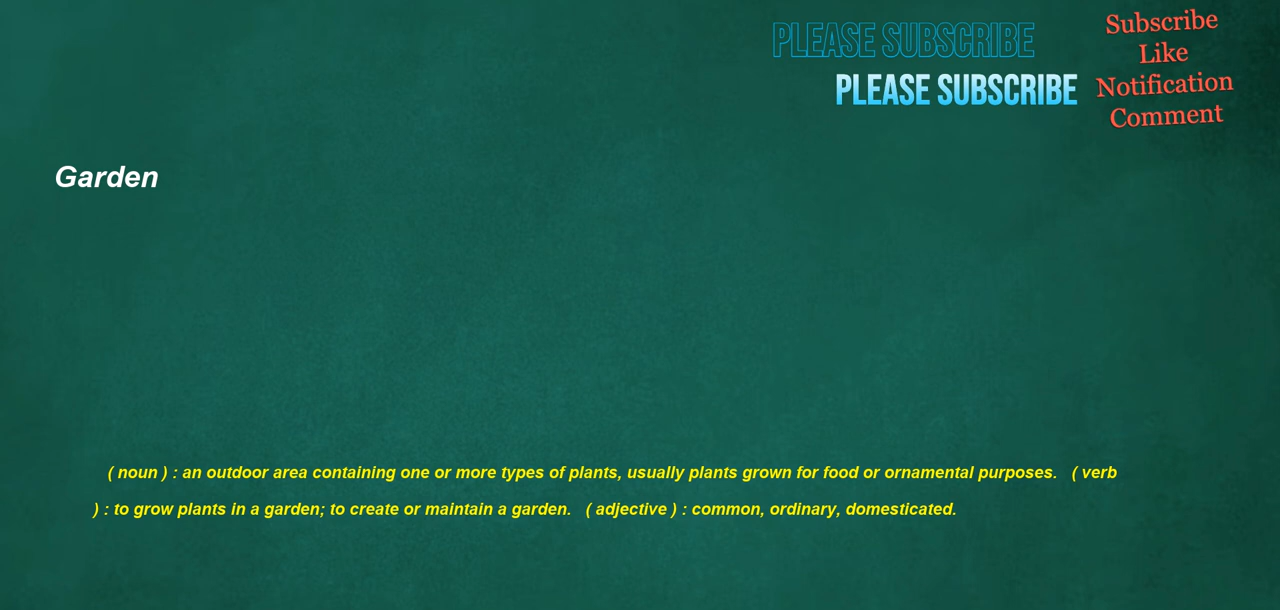 PLEASE SUBSCRIBE
PLEASE SUBSCRIBE
Subscribe
Like
Notification
Comment
Garden
( noun ) : an outdoor area containing one or more types of plants, usually plants grown for food or ornamental purposes. ( verb
) : to grow plants in a garden; to create or maintain a garden. ( adjective ) : common, ordinary, domesticated.